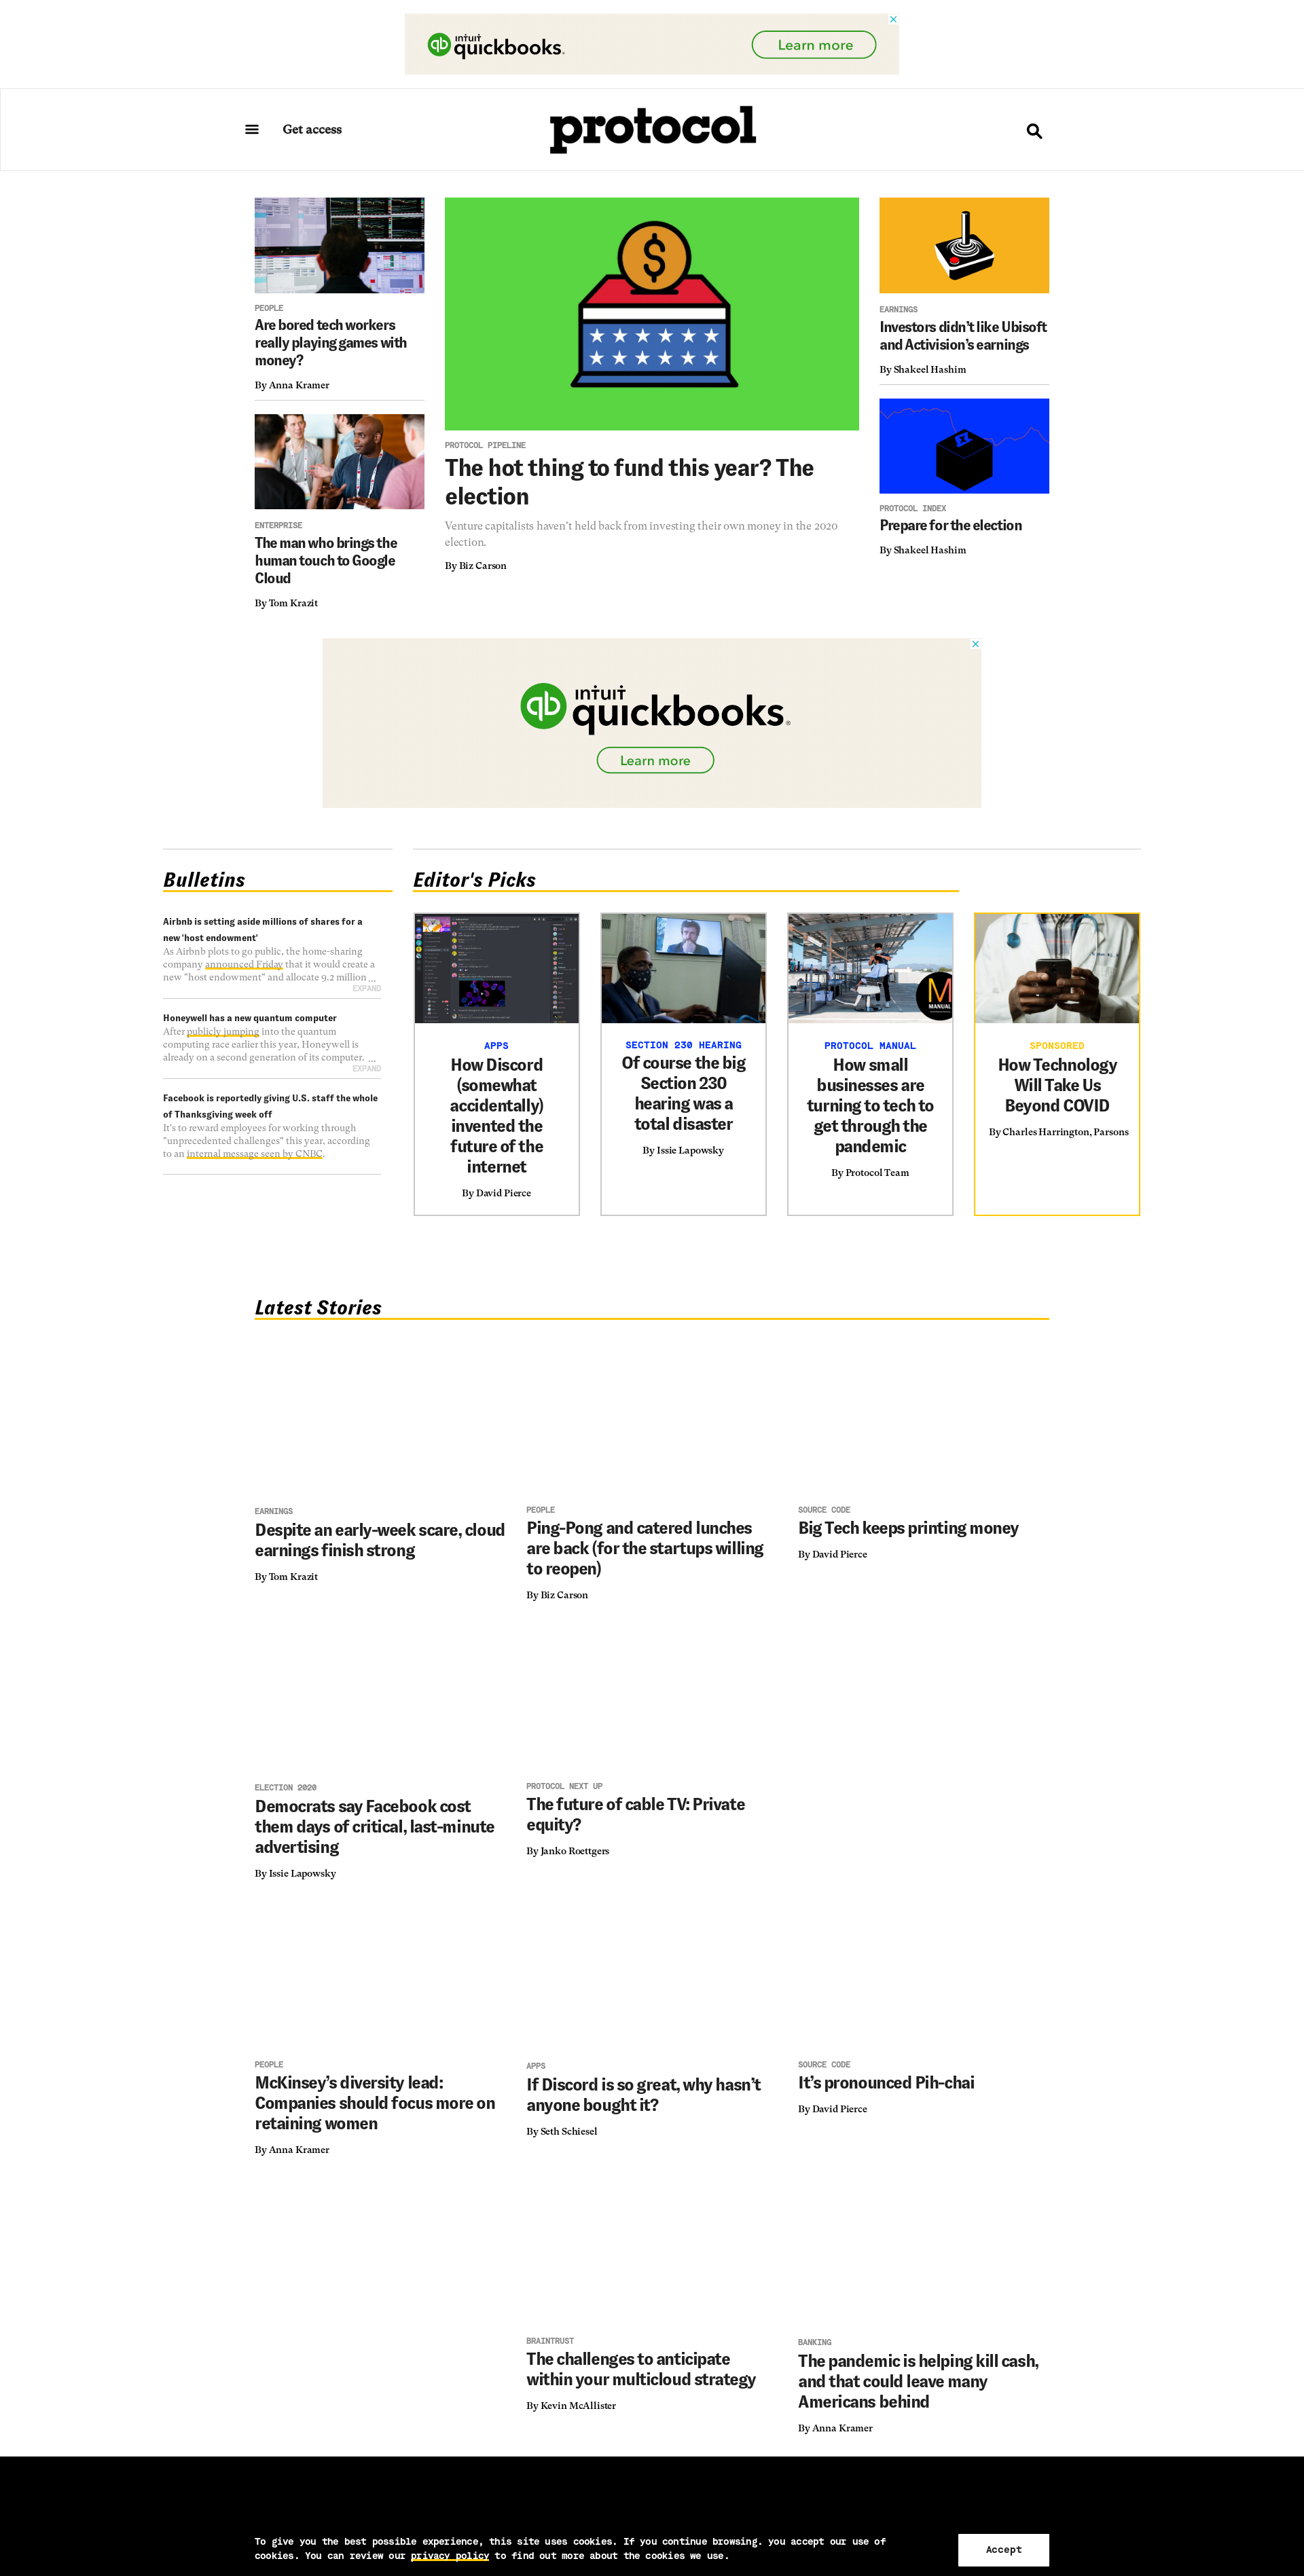 intuit
quickbooks.
Learn more
Get access
protocol
PEOPLE
Are bored tech workers
really playing games with
money?
By Anna Kramer
ENTERPRISE
The man who brings the
human touch to Google
Cloud
By Tom Krazit
PROTOCOL PIPELINE
The hot thing to fund this year? The
election
Venture capitalists haven't held back from investing their own money in the 2020
election.
By Biz Carson
EARNINGS
Investors didn't like Ubisoft
and Activision's earnings
By Shakeel Hashim
PROTOCOL INDEX
Prepare for the election
By Shakeel Hashim
intuit
quickbooks®
Learn more
Bulletins
Airbnb is setting aside millions of shares for a
new 'host endowment'
As Airbnb plots to go public, the home-sharing
company announced Friday that it would create a
new "host endowment" and allocate 9.2 million ...
EXPAND
Honeywell has a new quantum computer
After publicly jumping into the quantum
computing race earlier this year, Honeywell is
already on a second generation of its computer. ...
EXPAND
Facebook is reportedly giving U.S. staff the whole
of Thanksgiving week off
It's to reward employees for working through
"unprecedented challenges" this year, according
to an internal message seen by CNBC.
Editor's Picks
APPS
How Discord
(somewhat
accidentally)
invented the
future of the
internet
By David Pierce
SECTION 230 HEARING
Of course the big
Section 230
hearing was a
total disaster
By Issie Lapowsky
M
MANUAL
PROTOCOL MANUAL
How small
businesses are
turning to tech to
get through the
pandemic
By Protocol Team
SPONSORED
How Technology
Will Take Us
Beyond COVID
By Charles Harrington, Parsons
Latest Stories
EARNINGS
Despite an early-week scare, cloud
earnings finish strong
By Tom Krazit
PEOPLE
Ping-Pong and catered lunches
are back (for the startups willing
to reopen)
By Biz Carson
SOURCE CODE
Big Tech keeps printing money
By David Pierce
ELECTION 2020
Democrats say Facebook cost
them days of critical, last-minute
advertising
By Issie Lapowsky
PROTOCOL NEXT UP
The future of cable TV: Private
equity?
By Janko Roettgers
PEOPLE
McKinsey's diversity lead:
Companies should focus more on
retaining women
By Anna Kramer
APPS
If Discord is so great, why hasn't
anyone bought it?
By Seth Schiesel
SOURCE CODE
It's pronounced Pih-chai
By David Pierce
BRAINTRUST
The challenges to anticipate
within your multicloud strategy
By Kevin McAllister
BANKING
The pandemic is helping kill cash,
and that could leave many
Americans behind
By Anna Kramer
To give you the best possible experience, this site uses cookies. If you continue browsing. you accept our use of
cookies. You can review our privacy policy to find out more about the cookies we use.
Accept